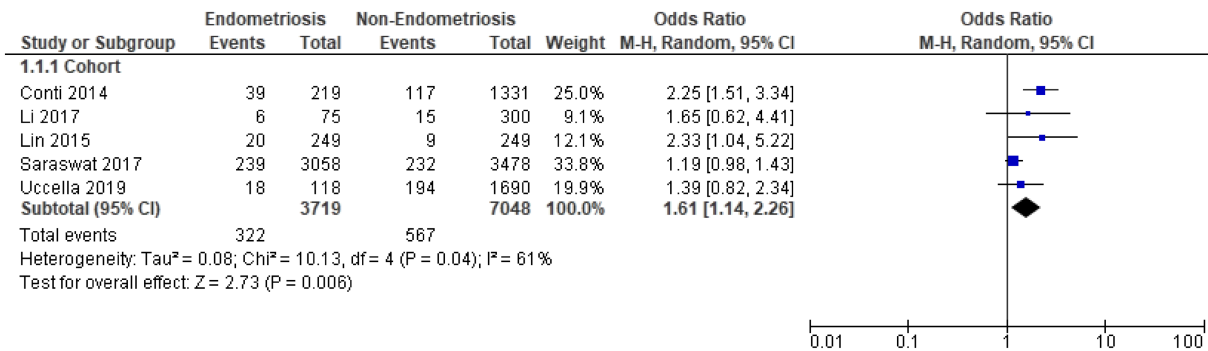 Endometriosis Non-Endometriosis Odds Ratio Odds Ratio
Study or Subgroup Events Total Events Total Weight M-H, Random, 95% CI M-H, Random, 95% CI
1.1.1 Cohort
Conti 2014 39 219 117 1331 25.0% 2.25 [1.51, 3.34]
Li 2017 6 75 15 300 9.1% 1.65 [0.62, 4.41]
Lin 2015 20 249 9 249 12.1% 2.33 [1.04, 5.22]
Saraswat 2017 239 3058 232 3478 33.8% 1.19 [0.98, 1.43]
Uccella 2019 18 118 194 1690 19.9% 1.39 [0.82, 2.34]
Subtotal (95% CI) 3719 7048 100.0% 1.61 [1.14, 2.26]
Total events 322 567
Heterogeneity: Tau² = 0.08; Chi² = 10.13, df = 4 (P = 0.04); I² = 61%
Test for overall effect: Z = 2.73 (P = 0.006)
0.01 0.1 1 10 100